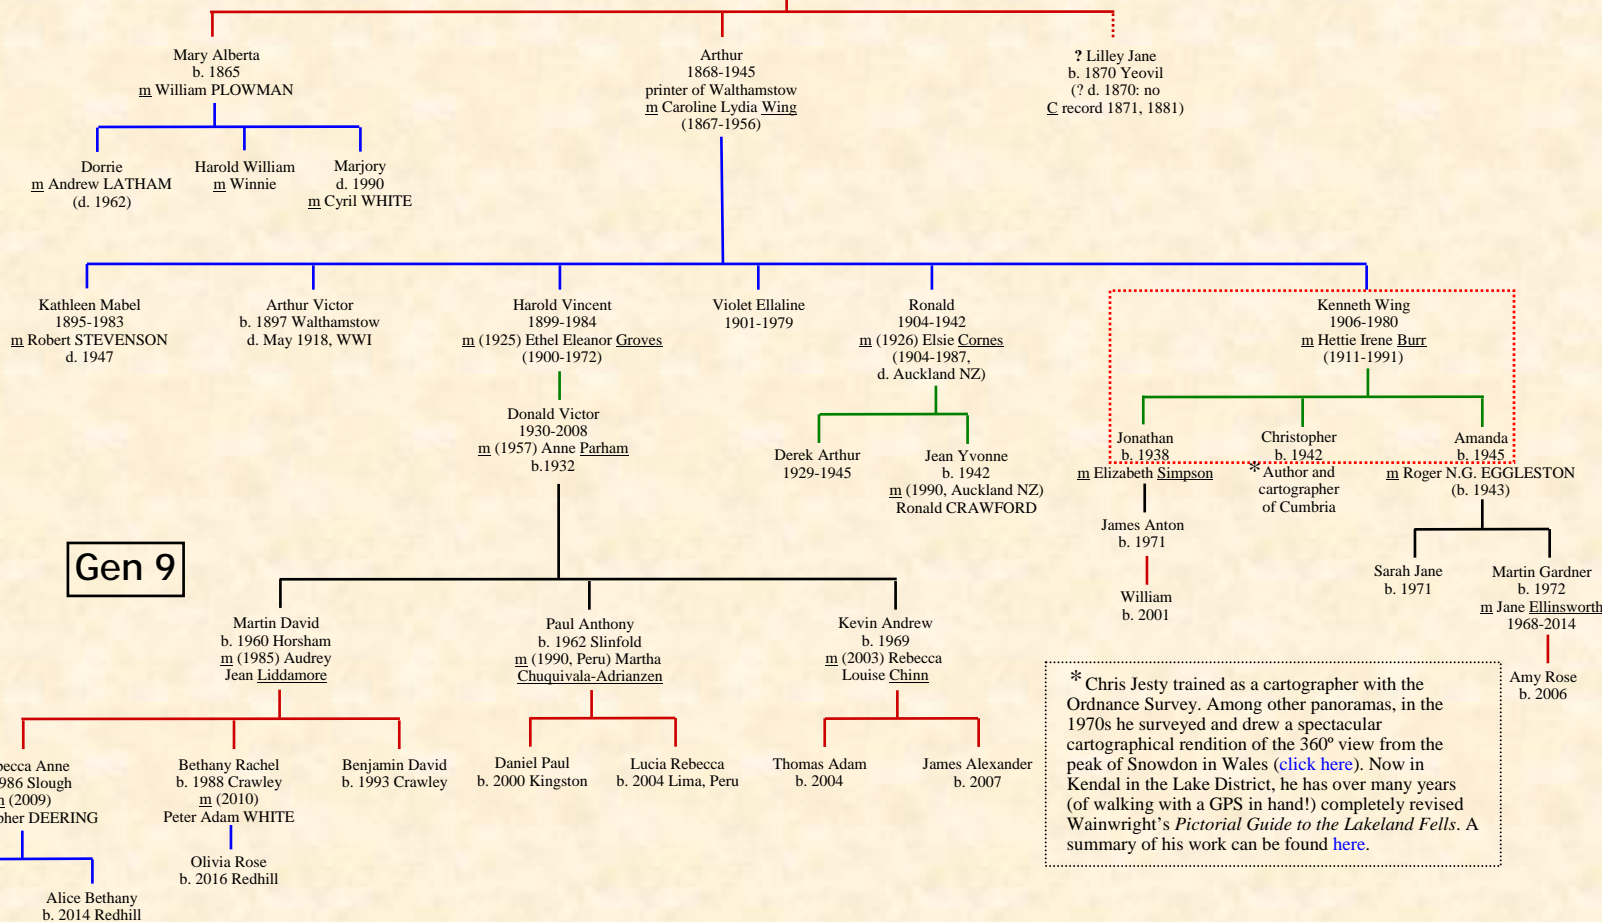 Mary Alberta
b. 1865
m William PLOWMAN
Arthur
1868-1945
printer of Walthamstow
m Caroline Lydia Wing
(1867-1956)
? Lilley Jane
b. 1870 Yeovil
(? d. 1870: no
C record 1871, 1881)
Dorrie
m Andrew LATHAM
(d. 1962)
Harold William
m Winnie
Marjory
d. 1990
m Cyril WHITE
Kathleen Mabel
1895-1983
m Robert STEVENSON
d. 1947
Arthur Victor
b. 1897 Walthamstow
d. May 1918, WWI
Harold Vincent
1899-1984
m (1925) Ethel Eleanor Groves
(1900-1972)
Violet Ellaline
1901-1979
Ronald
1904-1942
m (1926) Elsie Cornes
(1904-1987,
d. Auckland NZ)
Kenneth Wing
1906-1980
m Hettie Irene Burr
(1911-1991)
Donald Victor
1930-2008
m (1957) Anne Parham
b.1932
Derek Arthur
1929-1945
Jean Yvonne
b. 1942
m (1990, Auckland NZ)
Ronald CRAWFORD
Jonathan
b. 1938
m Elizabeth Simpson
Christopher
b. 1942
* Author and
cartographer
of Cumbria
Amanda
b. 1945
m Roger N.G. EGGLESTON
(b. 1943)
James Anton
b. 1971
William
b. 2001
Sarah Jane
b. 1971
Martin Gardner
b. 1972
m Jane Ellinsworth
1968-2014
Amy Rose
b. 2006
Gen 9
Martin David
b. 1960 Horsham
m (1985) Audrey
Jean Liddamore
Paul Anthony
b. 1962 Slinfold
m (1990, Peru) Martha
Chuquivala-Adrianzen
Kevin Andrew
b. 1969
m (2003) Rebecca
Louise Chinn
becca Anne
986 Slough
m (2009)
pher DEERING
Bethany Rachel
b. 1988 Crawley
m (2010)
Peter Adam WHITE
Benjamin David
b. 1993 Crawley
Daniel Paul
b. 2000 Kingston
Lucia Rebecca
b. 2004 Lima, Peru
Thomas Adam
b. 2004
James Alexander
b. 2007
Olivia Rose
b. 2016 Redhill
Alice Bethany
b. 2014 Redhill
* Chris Jesty trained as a cartographer with the
Ordnance Survey. Among other panoramas, in the
1970s he surveyed and drew a spectacular
cartographical rendition of the 360º view from the
peak of Snowdon in Wales (click here). Now in
Kendal in the Lake District, he has over many years
(of walking with a GPS in hand!) completely revised
Wainwright's Pictorial Guide to the Lakeland Fells. A
summary of his work can be found here.